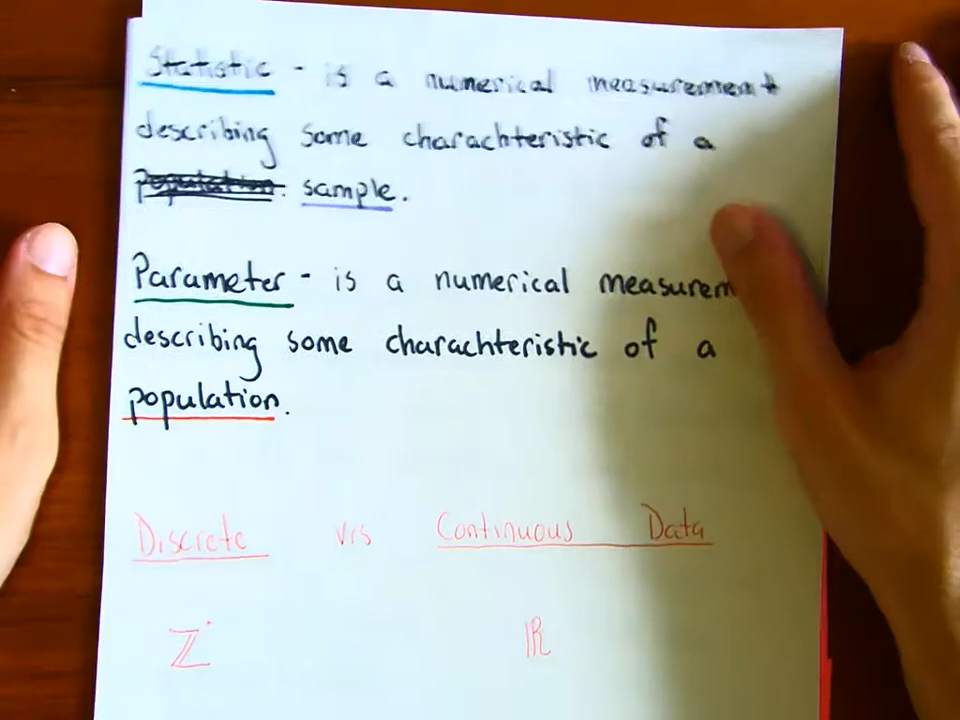 Statistic - is a numerical measurement
describing some charachteristic of a
population. sample.
Parameter - is a numerical measurem
describing some charachteristic of a
population.
Discrete vrs Continuous Data
ℤ ℝ